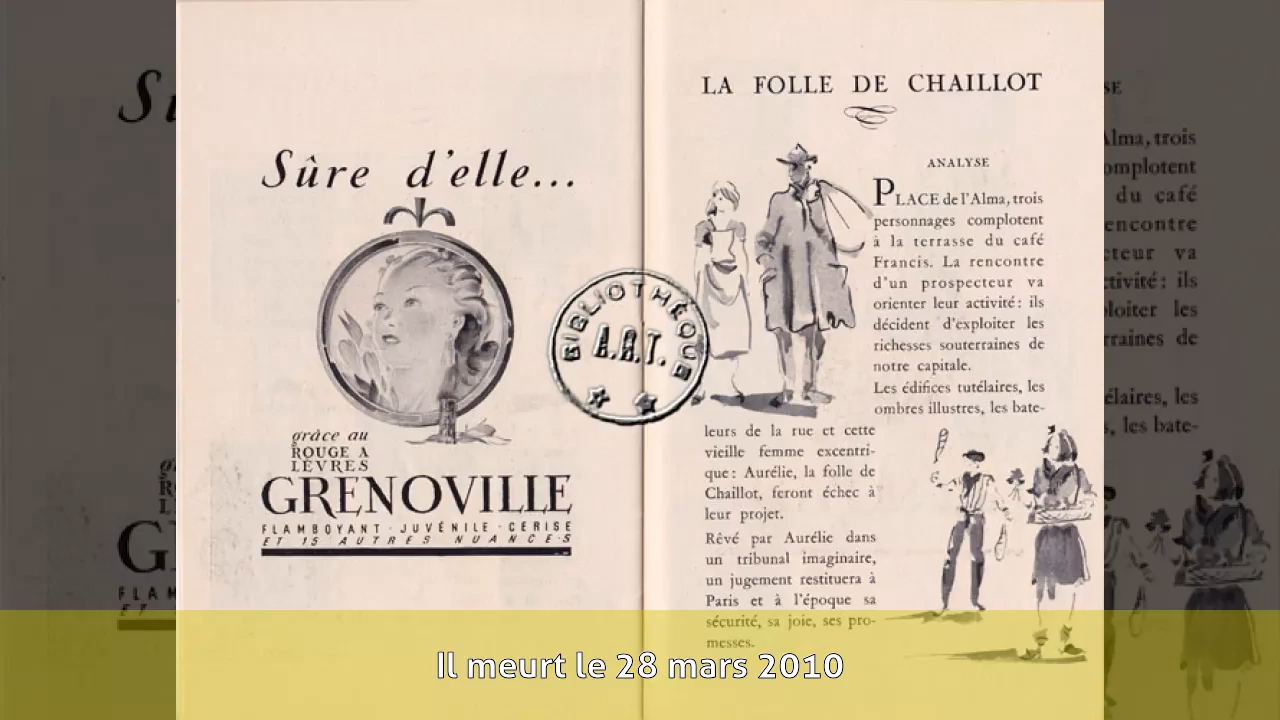 Sûre d'elle...
grâce au
ROUGE A
LÈVRES
GRENOVILLE
FLAMBOYANT · JUVÉNILE · CERISE
ET 15 AUTRES NUANCES
BIBLIOTHÉQUE
A.R.T.
LA FOLLE DE CHAILLOT
ANALYSE
PLACE de l'Alma, trois
personnages complotent
à la terrasse du café
Francis. La rencontre
d'un prospecteur va
orienter leur activité : ils
décident d'exploiter les
richesses souterraines de
notre capitale.
Les édifices tutélaires, les
ombres illustres, les bate-
leurs de la rue et cette
vieille femme excentri-
que : Aurélie, la folle de
Chaillot, feront échec à
leur projet.
Rêvé par Aurélie dans
un tribunal imaginaire,
un jugement restituera à
Paris et à l'époque sa
sécurité, sa joie, ses pro-
messes.
Il meurt le 28 mars 2010